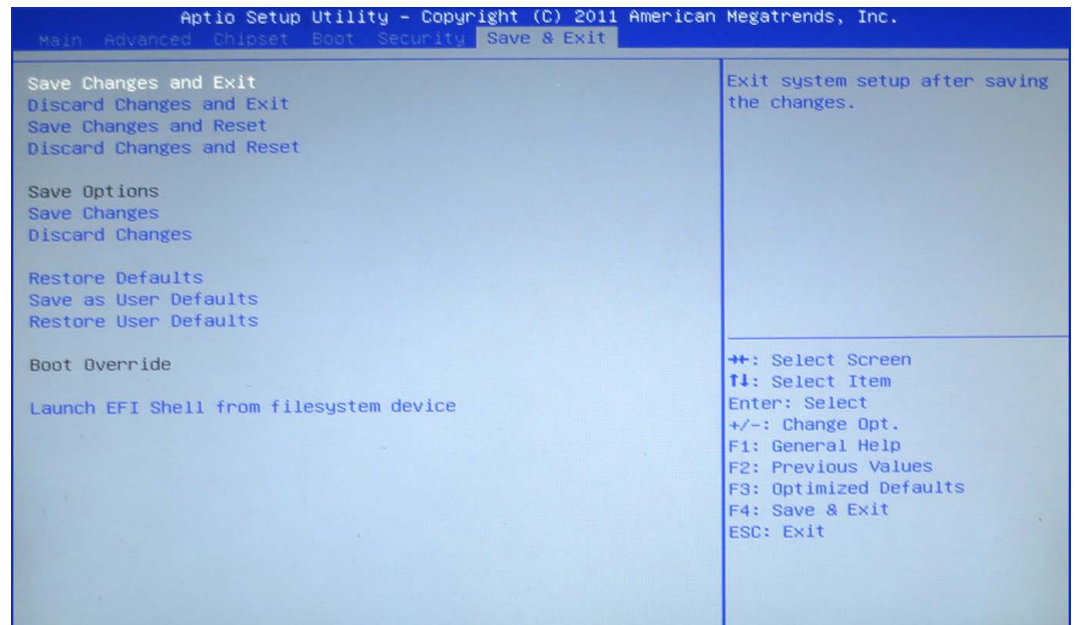 Aptio Setup Utility - Copyright (C) 2011 American Megatrends, Inc.
Main Advanced Chipset Boot Security Save & Exit
Save Changes and Exit
Discard Changes and Exit
Save Changes and Reset
Discard Changes and Reset
Save Options
Save Changes
Discard Changes
Restore Defaults
Save as User Defaults
Restore User Defaults
Boot Override
Launch EFI Shell from filesystem device
Exit system setup after saving
the changes.
→←: Select Screen
↑↓: Select Item
Enter: Select
+/-: Change Opt.
F1: General Help
F2: Previous Values
F3: Optimized Defaults
F4: Save & Exit
ESC: Exit